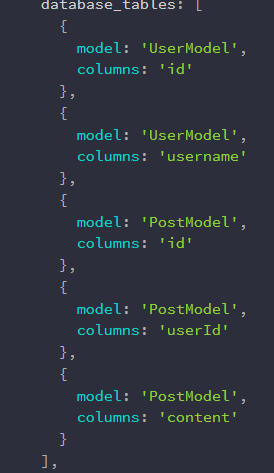 database_tables: [
{
model: 'UserModel',
columns: 'id'
},
{
model: 'UserModel',
columns: 'username'
},
{
model: 'PostModel',
columns: 'id'
},
{
model: 'PostModel',
columns: 'userId'
},
{
model: 'PostModel',
columns: 'content'
}
],